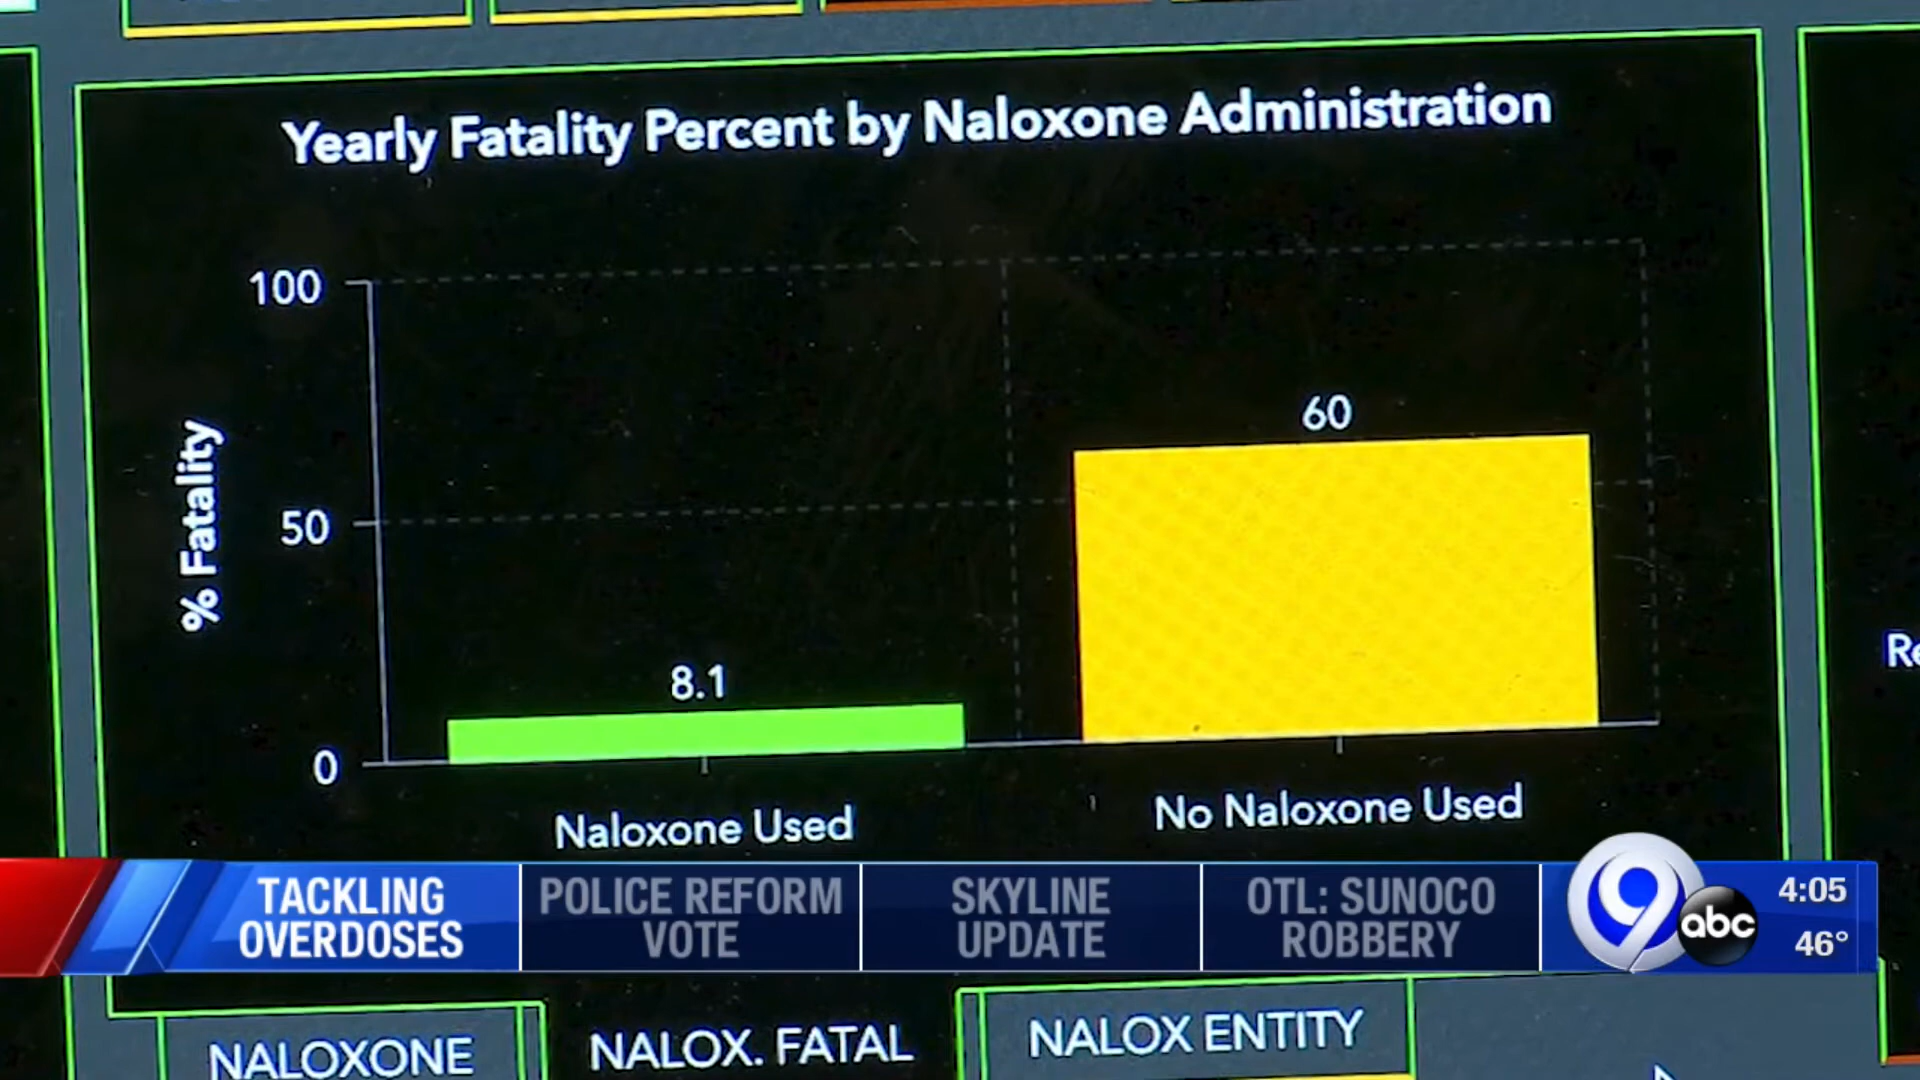 Yearly Fatality Percent by Naloxone Administration
100
50
0
% Fatality
8.1
60
Naloxone Used
No Naloxone Used
TACKLING
OVERDOSES
POLICE REFORM
VOTE
SKYLINE
UPDATE
OTL: SUNOCO
ROBBERY
9
abc
4:05
46°
NALOXONE
NALOX. FATAL
NALOX ENTITY